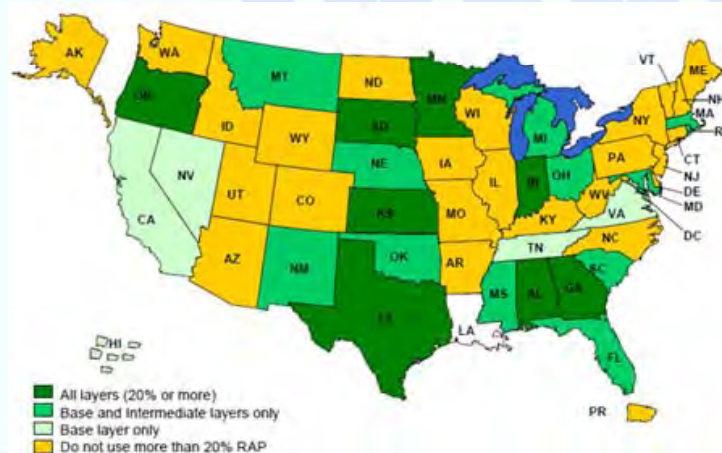 AK
WA
MT
ND
MN
VT
ME
OR
ID
SD
WI
NY
NH
MA
R
WY
MI
CT
NV
NE
IA
PA
NJ
CA
UT
CO
IL
IN
OH
WV
DE
MD
KS
MO
KY
VA
DC
AZ
NM
OK
AR
TN
NC
SC
TX
MS
AL
GA
LA
FL
HI
PR
All layers (20% or more)
Base and Intermediate layers only
Base layer only
Do not use more than 20% RAP